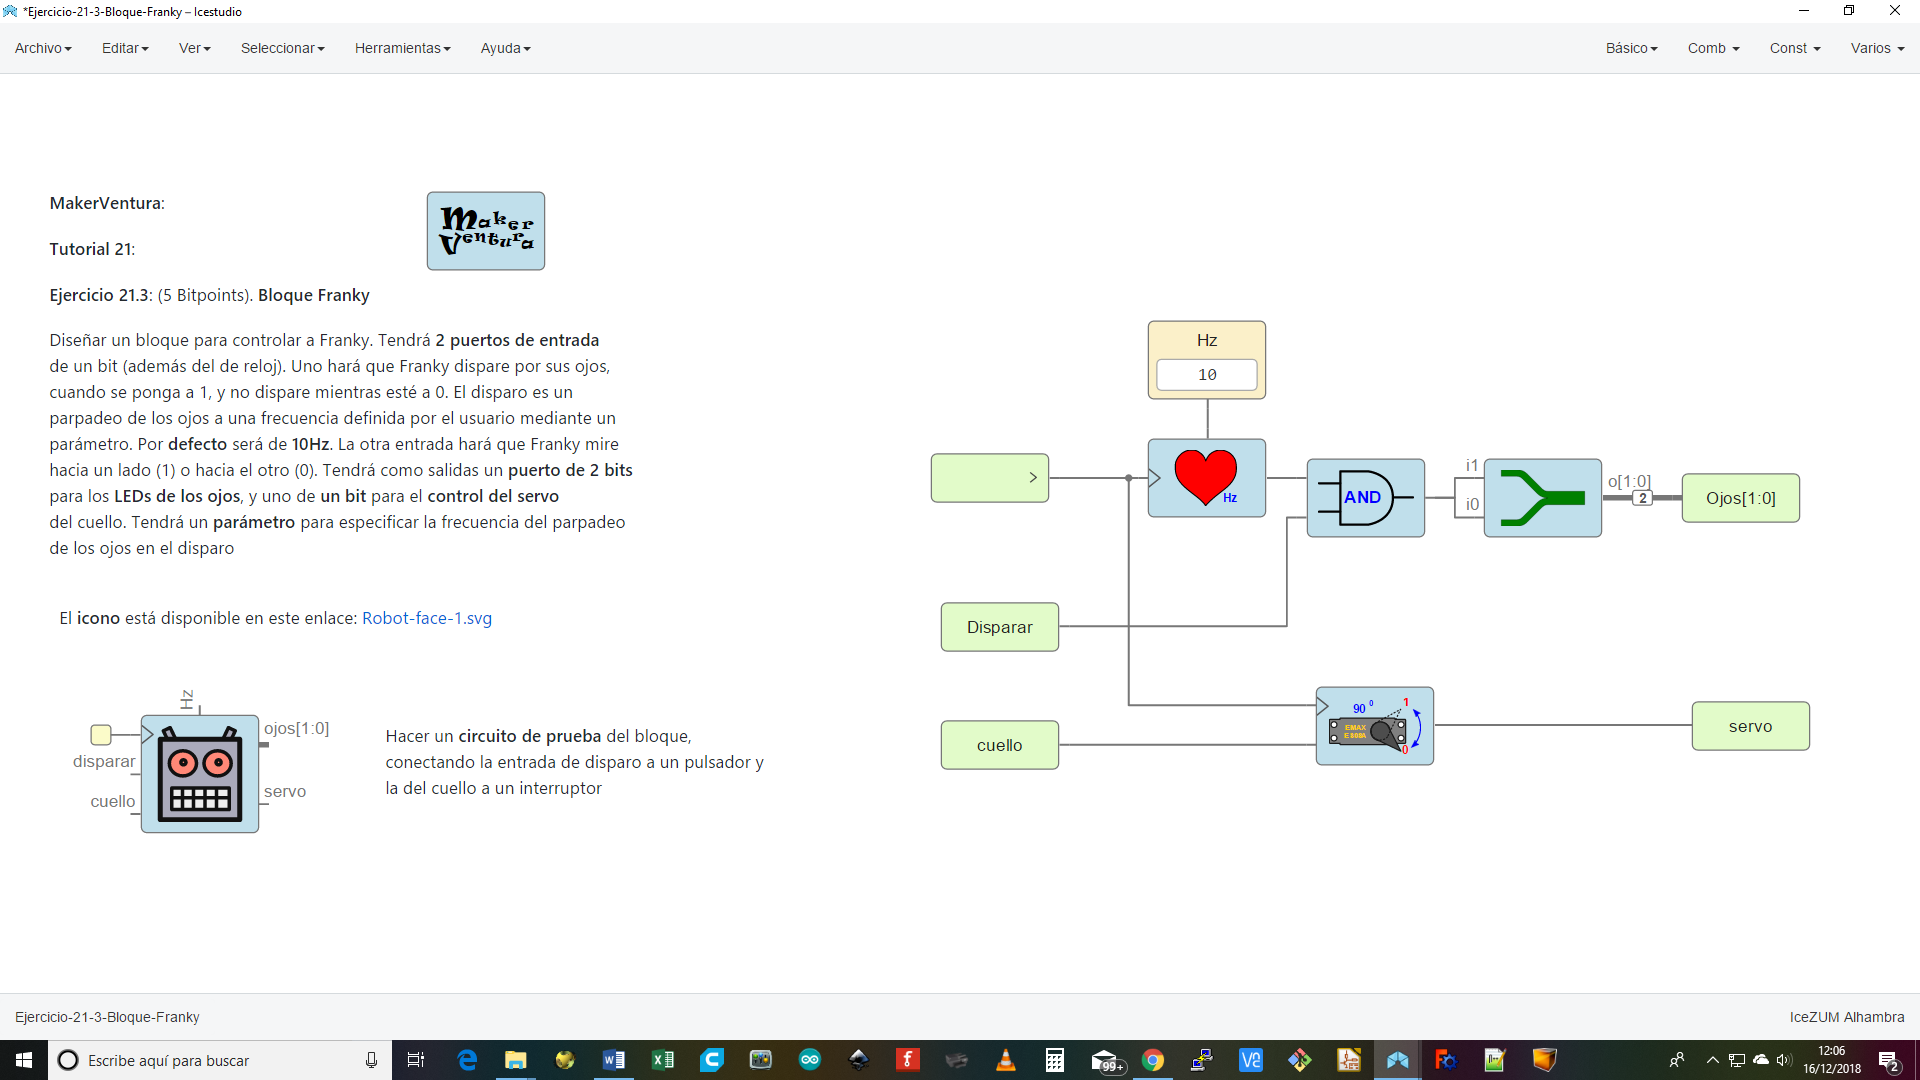 *Ejercicio-21-3-Bloque-Franky – Icestudio
Archivo Editar Ver Seleccionar Herramientas Ayuda Básico Comb Const Varios
MakerVentura:
Maker Ventura
Tutorial 21:
Ejercicio 21.3: (5 Bitpoints). Bloque Franky
Diseñar un bloque para controlar a Franky. Tendrá 2 puertos de entrada
de un bit (además del de reloj). Uno hará que Franky dispare por sus ojos,
cuando se ponga a 1, y no dispare mientras esté a 0. El disparo es un
parpadeo de los ojos a una frecuencia definida por el usuario mediante un
parámetro. Por defecto será de 10Hz. La otra entrada hará que Franky mire
hacia un lado (1) o hacia el otro (0). Tendrá como salidas un puerto de 2 bits
para los LEDs de los ojos, y uno de un bit para el control del servo
del cuello. Tendrá un parámetro para especificar la frecuencia del parpadeo
de los ojos en el disparo
El icono está disponible en este enlace: Robot-face-1.svg
Hz
ojos[1:0]
disparar
cuello
servo
Hacer un circuito de prueba del bloque,
conectando la entrada de disparo a un pulsador y
la del cuello a un interruptor
Hz
10
Hz
AND
i1
i0
o[1:0]
2
Ojos[1:0]
Disparar
cuello
90 0
1
EMAX
0
servo
Ejercicio-21-3-Bloque-Franky
IceZUM Alhambra
Escribe aquí para buscar
99+
12:06
16/12/2018
2